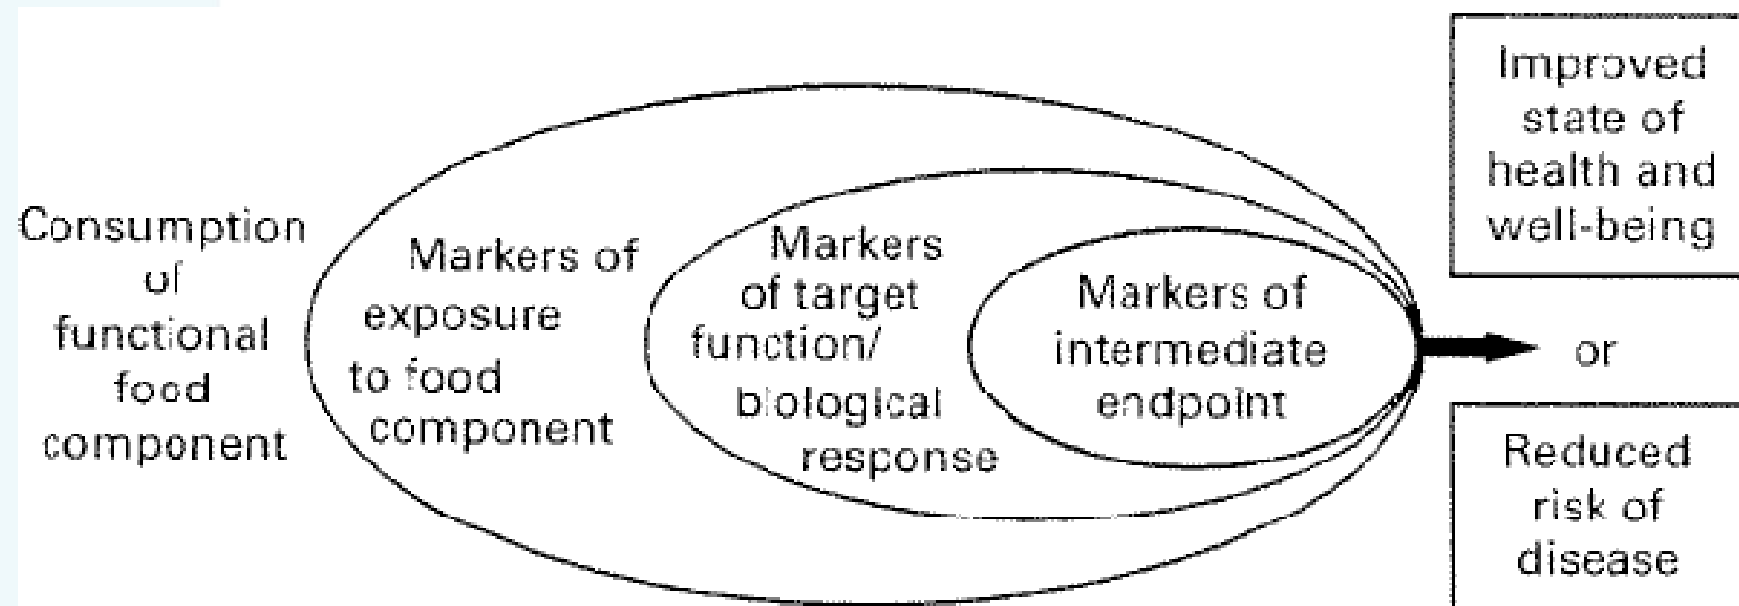 Consumption
of
functional
food
component
Markers of
exposure
to food
component
Markers
of target
function/
biological
response
Markers of
intermediate
endpoint
Improved
state of
health and
well-being
or
Reduced
risk of
disease